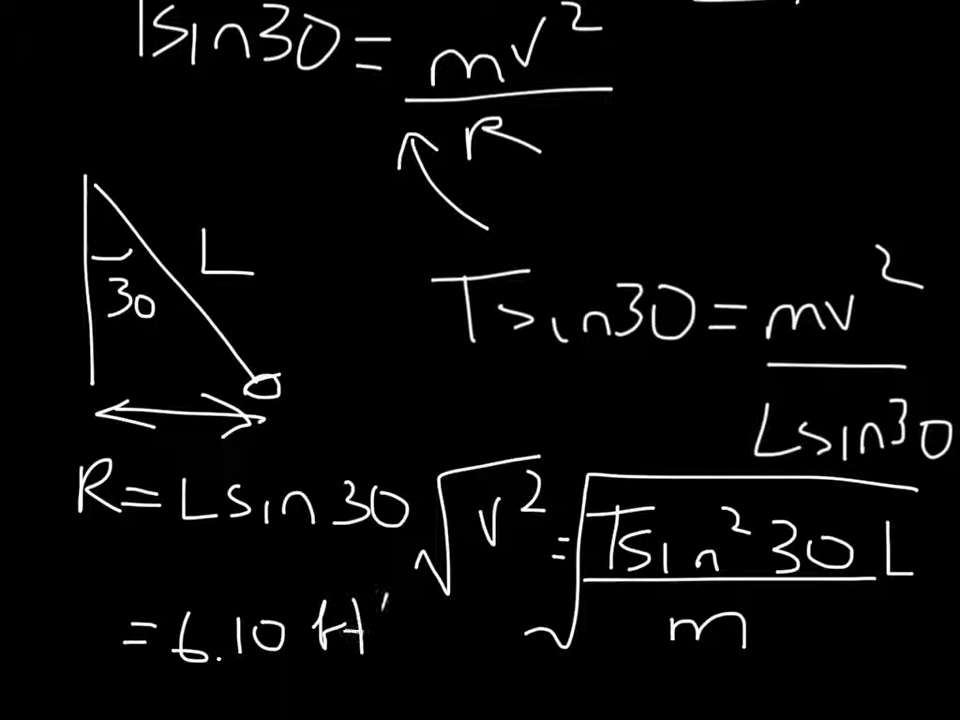 Tsin30 = mv²
R
L
30
Tsin30 = mv²
Lsin30
R = Lsin30
√v² = √Tsin²30 L
m
= 6.10